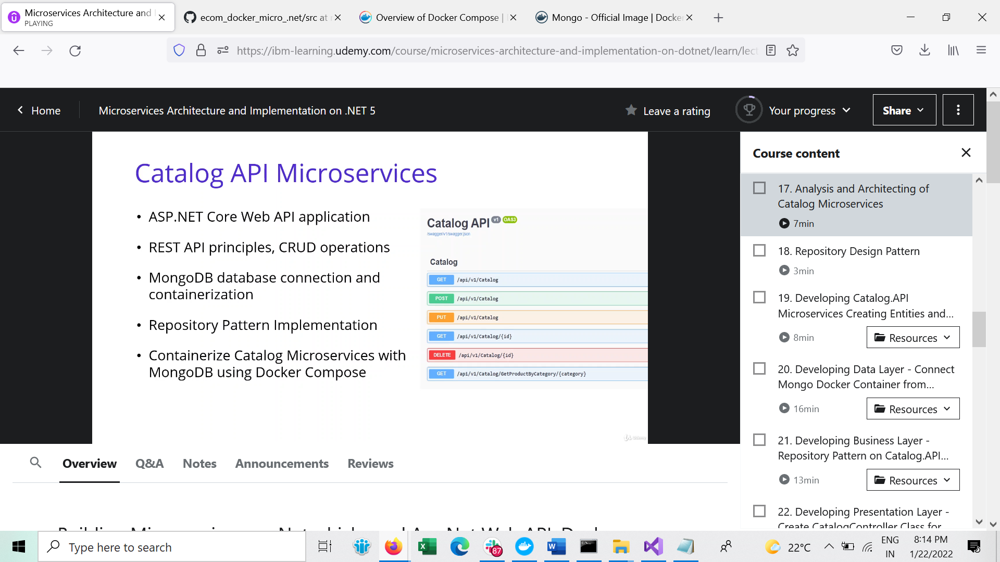 Microservices Architecture and I
PLAYING
ecom_docker_micro_.net/src at
Overview of Docker Compose |
Mongo - Official Image | Docker
https://ibm-learning.udemy.com/course/microservices-architecture-and-implementation-on-dotnet/learn/lect
Home
Microservices Architecture and Implementation on .NET 5
Leave a rating
Your progress
Share
Catalog API Microservices
• ASP.NET Core Web API application
• REST API principles, CRUD operations
• MongoDB database connection and
containerization
• Repository Pattern Implementation
• Containerize Catalog Microservices with
MongoDB using Docker Compose
Catalog API v1 OAS3
/swagger/v1/swagger.json
Catalog
GET /api/v1/Catalog
POST /api/v1/Catalog
PUT /api/v1/Catalog
GET /api/v1/Catalog/{id}
DELETE /api/v1/Catalog/{id}
GET /api/v1/Catalog/GetProductByCategory/{category}
Udemy
Course content
17. Analysis and Architecting of
Catalog Microservices
7min
18. Repository Design Pattern
3min
19. Developing Catalog.API
Microservices Creating Entities and...
8min
Resources
20. Developing Data Layer - Connect
Mongo Docker Container from...
16min
Resources
21. Developing Business Layer -
Repository Pattern on Catalog.API...
13min
Resources
22. Developing Presentation Layer -
Create CatalogController Class for
Overview
Q&A
Notes
Announcements
Reviews
Type here to search
87
22°C
ENG
IN
8:14 PM
1/22/2022